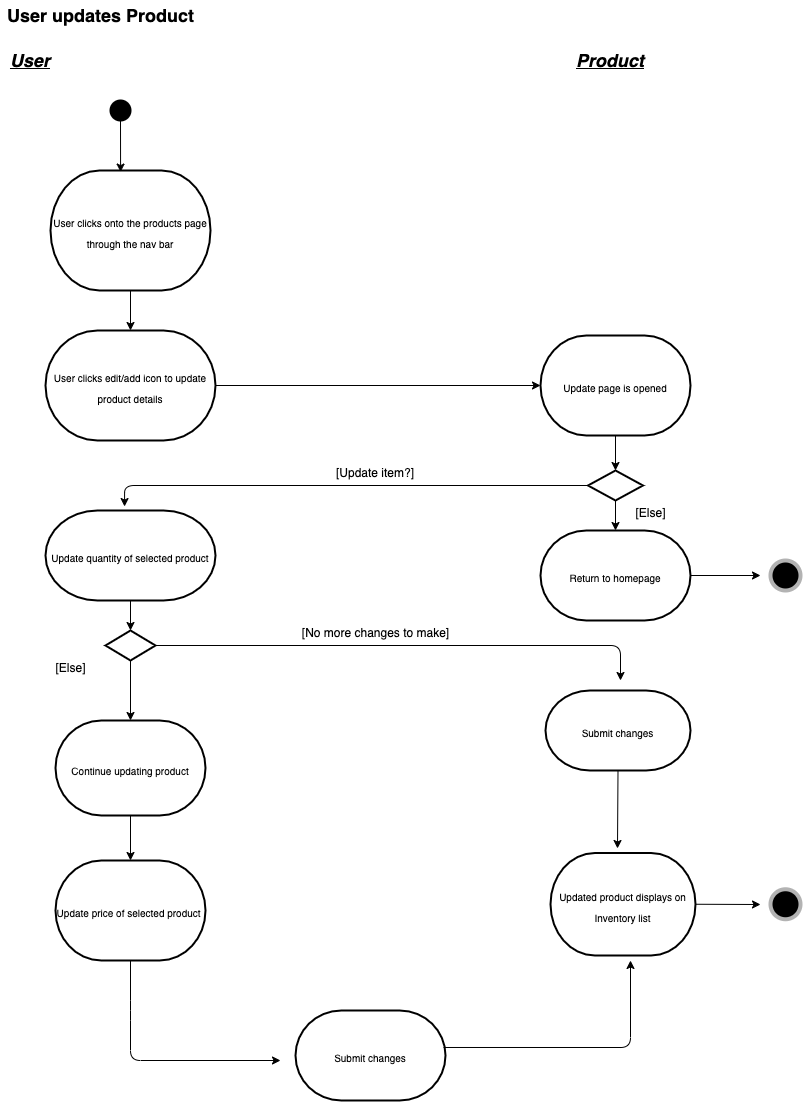 User updates Product
User
Product
User clicks onto the products page
through the nav bar
User clicks edit/add icon to update
product details
Update page is opened
[Update item?]
[Else]
Update quantity of selected product
Return to homepage
[No more changes to make]
[Else]
Submit changes
Continue updating product
Updated product displays on
Inventory list
Update price of selected product
Submit changes